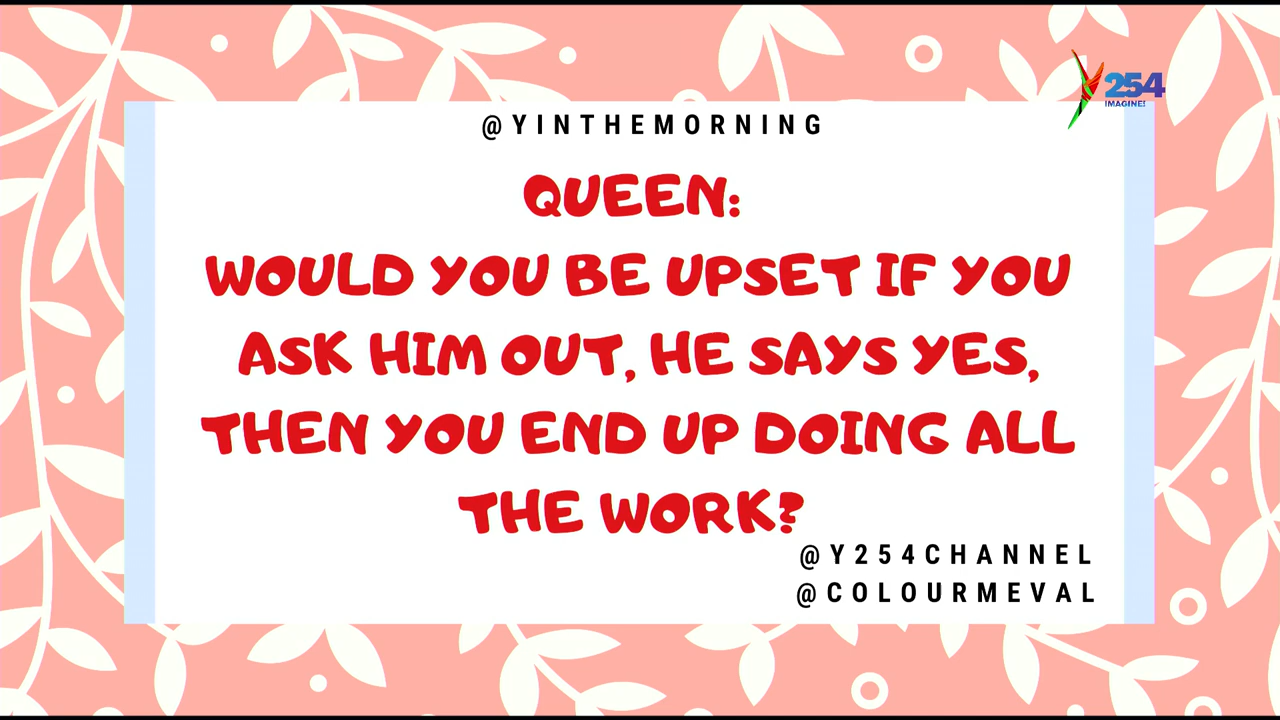 254
IMAGINE!
@YINTHEMORNING
QUEEN:
WOULD YOU BE UPSET IF YOU
ASK HIM OUT, HE SAYS YES,
THEN YOU END UP DOING ALL
THE WORK?
@Y254CHANNEL
@COLOURMEVAL